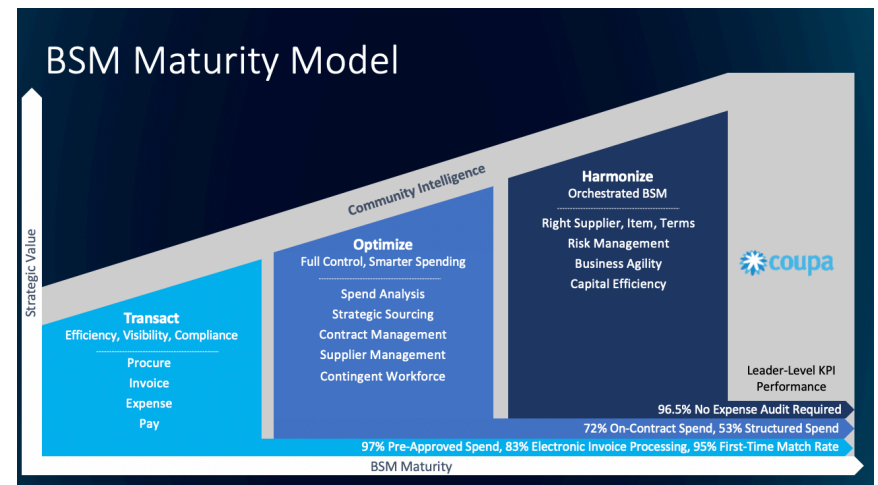 BSM Maturity Model
Strategic Value
Community Intelligence
Transact
Efficiency, Visibility, Compliance
Procure
Invoice
Expense
Pay
Optimize
Full Control, Smarter Spending
Spend Analysis
Strategic Sourcing
Contract Management
Supplier Management
Contingent Workforce
Harmonize
Orchestrated BSM
Right Supplier, Item, Terms
Risk Management
Business Agility
Capital Efficiency
coupa
Leader-Level KPI
Performance
96.5% No Expense Audit Required
72% On-Contract Spend, 53% Structured Spend
97% Pre-Approved Spend, 83% Electronic Invoice Processing, 95% First-Time Match Rate
BSM Maturity